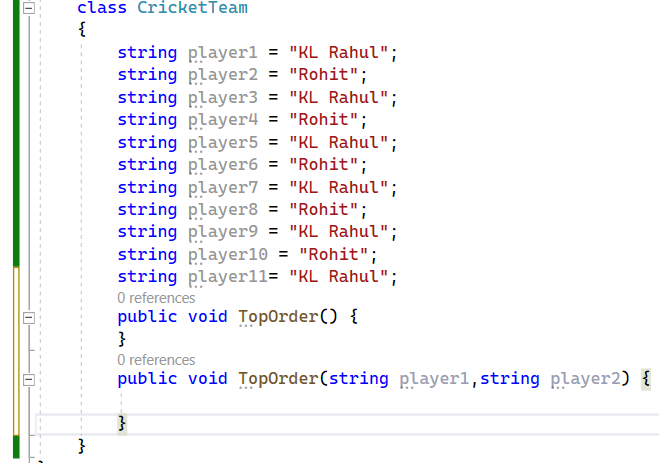 class CricketTeam
{
string player1 = "KL Rahul";
string player2 = "Rohit";
string player3 = "KL Rahul";
string player4 = "Rohit";
string player5 = "KL Rahul";
string player6 = "Rohit";
string player7 = "KL Rahul";
string player8 = "Rohit";
string player9 = "KL Rahul";
string player10 = "Rohit";
string player11= "KL Rahul";
0 references
public void TopOrder() {
}
0 references
public void TopOrder(string player1,string player2) {
}
}